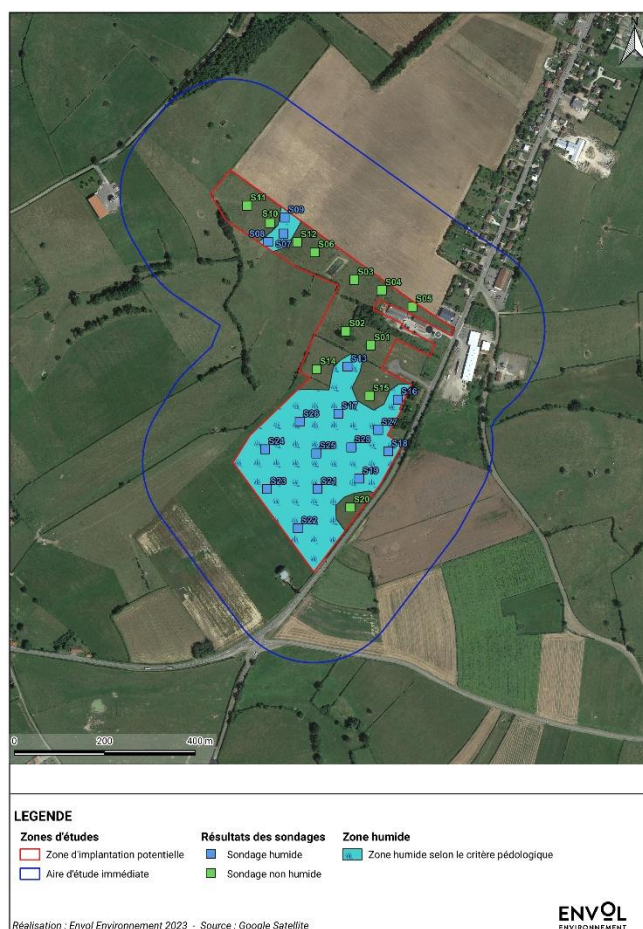 S11
S10
S09
S08
S07
S12
S06
S03
S04
S05
S02
S01
S14
S13
S15
S16
S26
S17
S27
S24
S25
S28
S18
S23
S21
S19
S20
S22
0 200 400 m
LEGENDE
Zones d'études
Zone d'implantation potentielle
Aire d'étude immédiate
Résultats des sondages
Sondage humide
Sondage non humide
Zone humide
Zone humide selon le critère pédologique
Réalisation : Envol Environnement 2023 - Source : Google Satellite
ENVOL
ENVIRONNEMENT